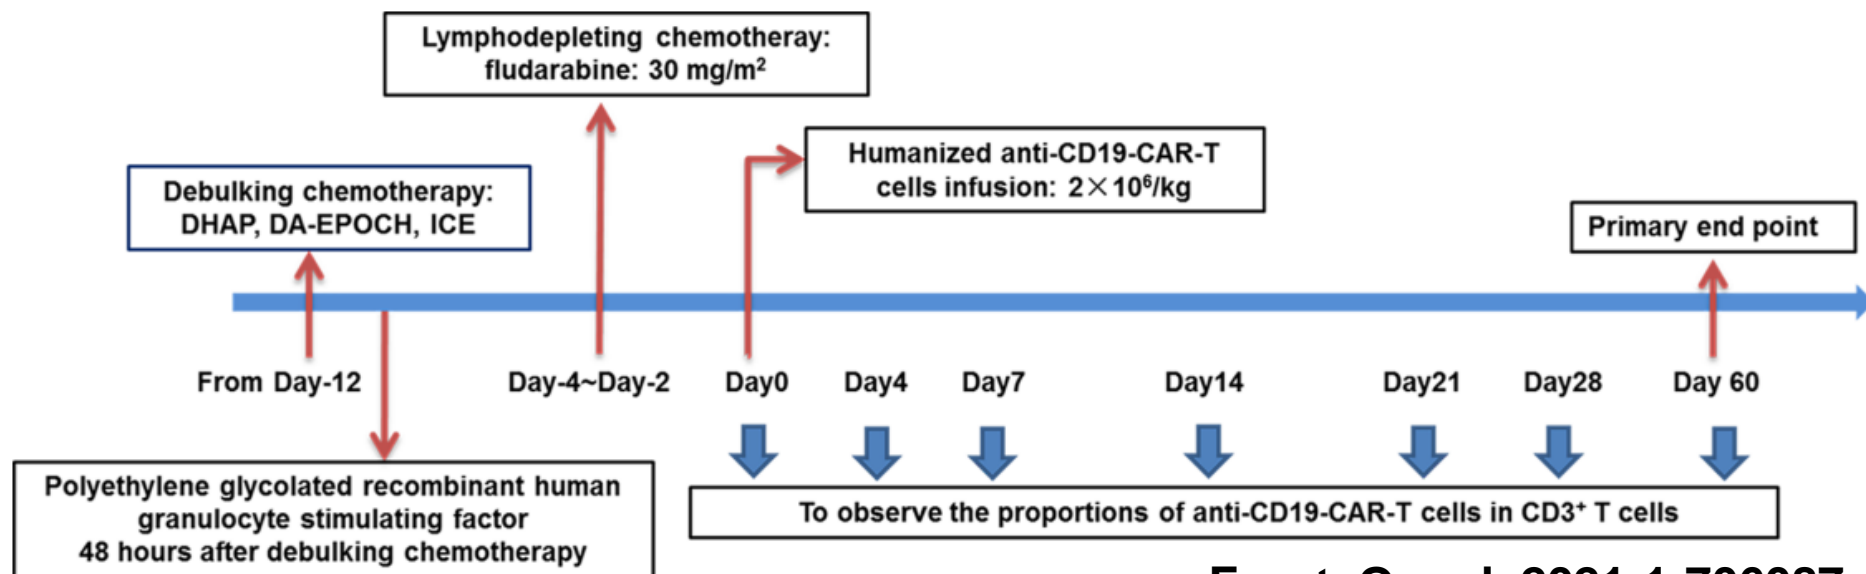 Lymphodepleting chemotheray:
fludarabine: 30 mg/m²
Humanized anti-CD19-CAR-T
cells infusion: 2×10⁶/kg
Debulking chemotherapy:
DHAP, DA-EPOCH, ICE
Primary end point
From Day-12
Day-4~Day-2
Day0
Day4
Day7
Day14
Day21
Day28
Day 60
Polyethylene glycolated recombinant human
granulocyte stimulating factor
48 hours after debulking chemotherapy
To observe the proportions of anti-CD19-CAR-T cells in CD3⁺ T cells